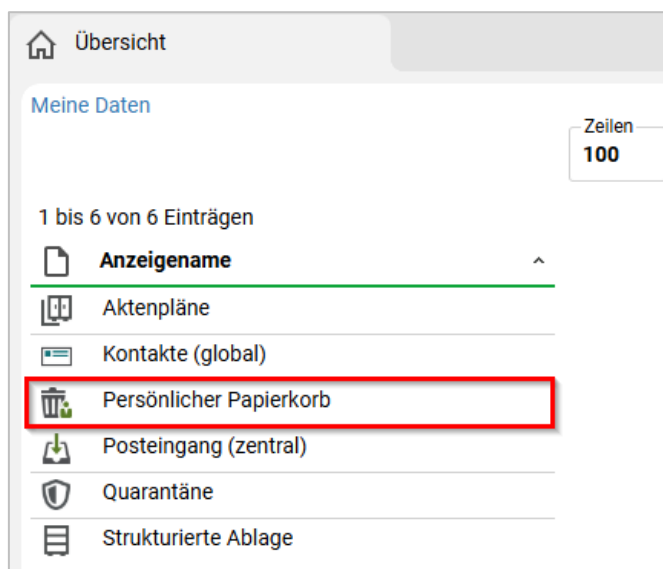 Übersicht
Meine Daten
Zeilen
100
1 bis 6 von 6 Einträgen
Anzeigename
Aktenpläne
Kontakte (global)
Persönlicher Papierkorb
Posteingang (zentral)
Quarantäne
Strukturierte Ablage